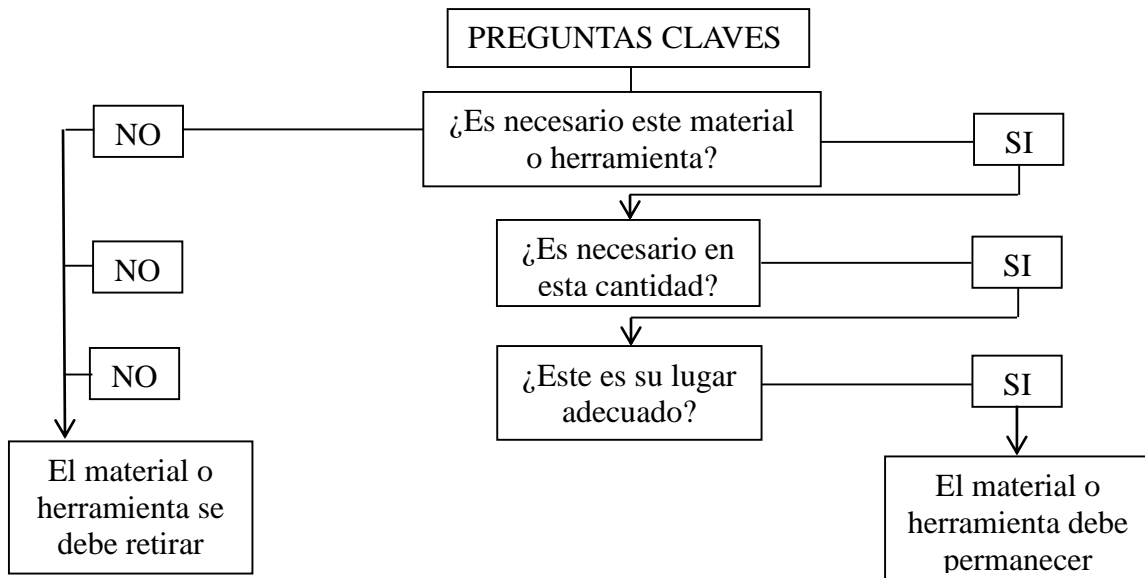 PREGUNTAS CLAVES
NO
¿Es necesario este material
o herramienta?
SI
NO
¿Es necesario en
esta cantidad?
SI
NO
¿Este es su lugar
adecuado?
SI
El material o
herramienta se
debe retirar
El material o
herramienta debe
permanecer